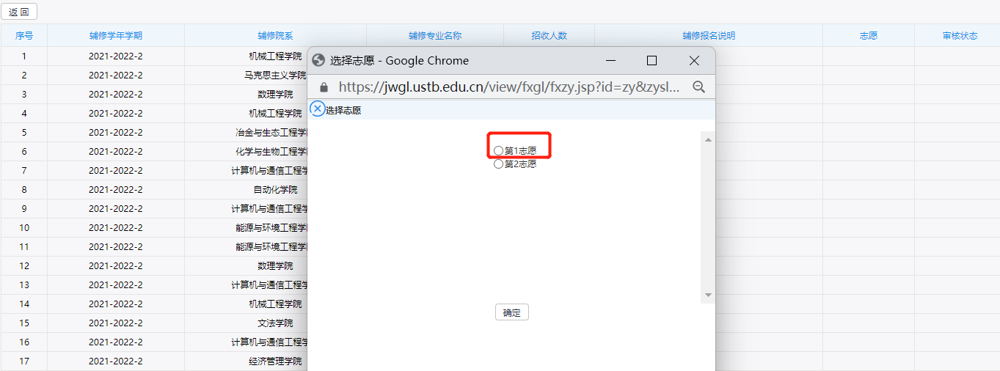 返 回
序号 辅修学年学期 辅修院系 辅修专业名称 招收人数 辅修报名说明 志愿 审核状态
1 2021-2022-2 机械工程学院
2 2021-2022-2 马克思主义学院
3 2021-2022-2 数理学院
4 2021-2022-2 机械工程学院
5 2021-2022-2 冶金与生态工程学
6 2021-2022-2 化学与生物工程学
7 2021-2022-2 计算机与通信工程学
8 2021-2022-2 自动化学院
9 2021-2022-2 计算机与通信工程学
10 2021-2022-2 能源与环境工程学
11 2021-2022-2 能源与环境工程学
12 2021-2022-2 数理学院
13 2021-2022-2 计算机与通信工程学
14 2021-2022-2 机械工程学院
15 2021-2022-2 文法学院
16 2021-2022-2 计算机与通信工程学
17 2021-2022-2 经济管理学院
选择志愿 - Google Chrome
https://jwgl.ustb.edu.cn/view/fxgl/fxzy.jsp?id=zy&zysl...
选择志愿
第1志愿
第2志愿
确定